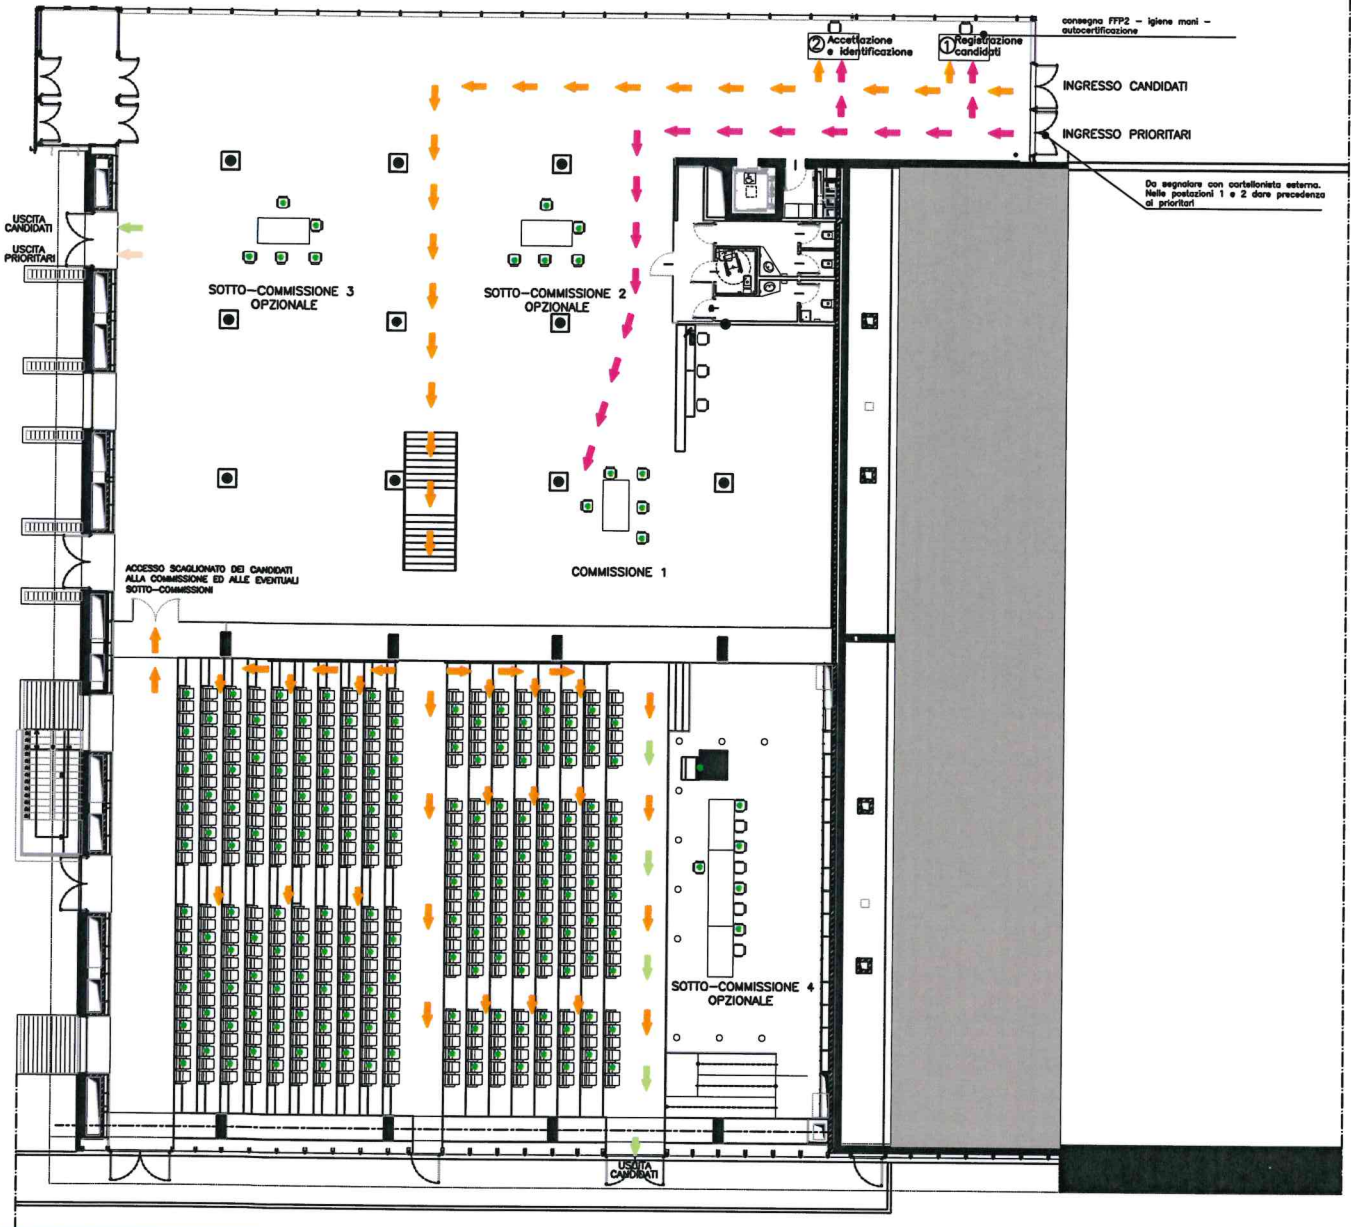 consegna FFP2 – igiene mani –
autocertificazione
② Accettazione
e identificazione
① Registrazione
candidati
INGRESSO CANDIDATI
INGRESSO PRIORITARI
Da segnalare con cartellonista esterna.
Nelle postazioni 1 e 2 dare precedenza
ai prioritari
USCITA
CANDIDATI
USCITA
PRIORITARI
SOTTO-COMMISSIONE 3
OPZIONALE
SOTTO-COMMISSIONE 2
OPZIONALE
COMMISSIONE 1
ACCESSO SCAGLIONATO DEI CANDIDATI
ALLA COMMISSIONE ED ALLE EVENTUALI
SOTTO-COMMISSIONI
SOTTO-COMMISSIONE 4
OPZIONALE
USCITA
CANDIDATI